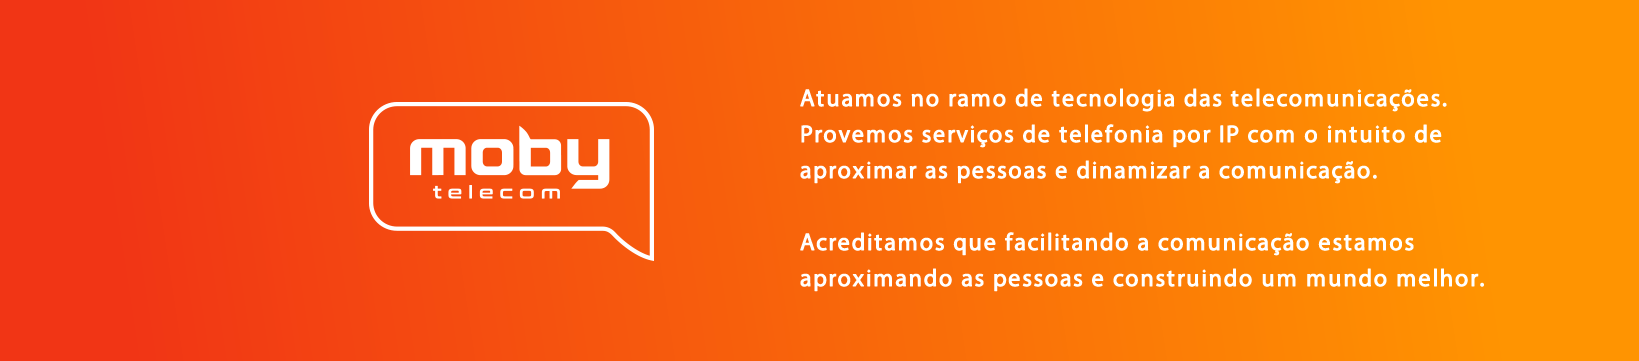 moby
telecom
Atuamos no ramo de tecnologia das telecomunicações.
Provemos serviços de telefonia por IP com o intuito de
aproximar as pessoas e dinamizar a comunicação.
Acreditamos que facilitando a comunicação estamos
aproximando as pessoas e construindo um mundo melhor.